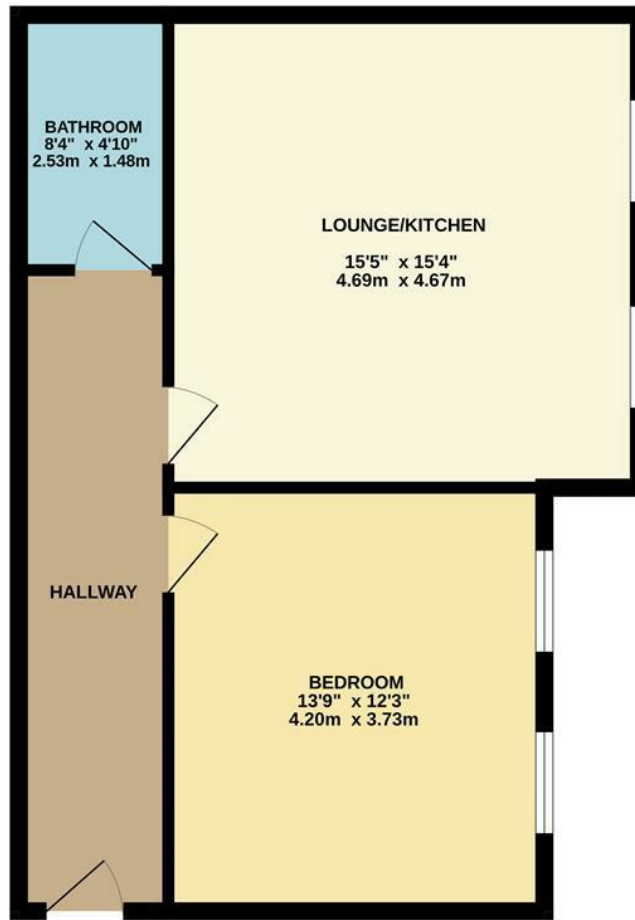 BATHROOM
8'4" x 4'10"
2.53m x 1.48m
LOUNGE/KITCHEN
15'5" x 15'4"
4.69m x 4.67m
HALLWAY
BEDROOM
13'9" x 12'3"
4.20m x 3.73m